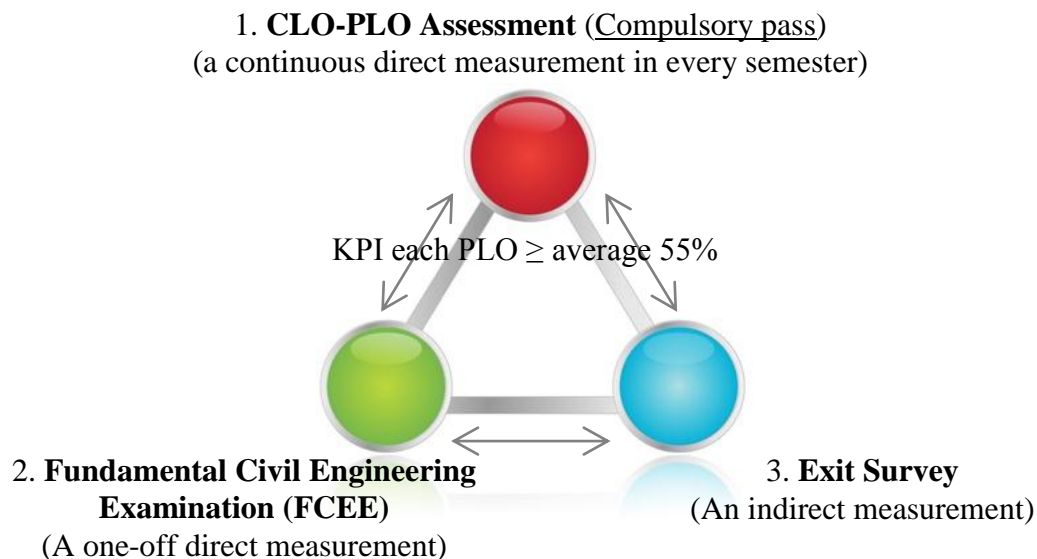 1. CLO-PLO Assessment (Compulsory pass)
(a continuous direct measurement in every semester)
KPI each PLO ≥ average 55%
2. Fundamental Civil Engineering
Examination (FCEE)
(A one-off direct measurement)
3. Exit Survey
(An indirect measurement)